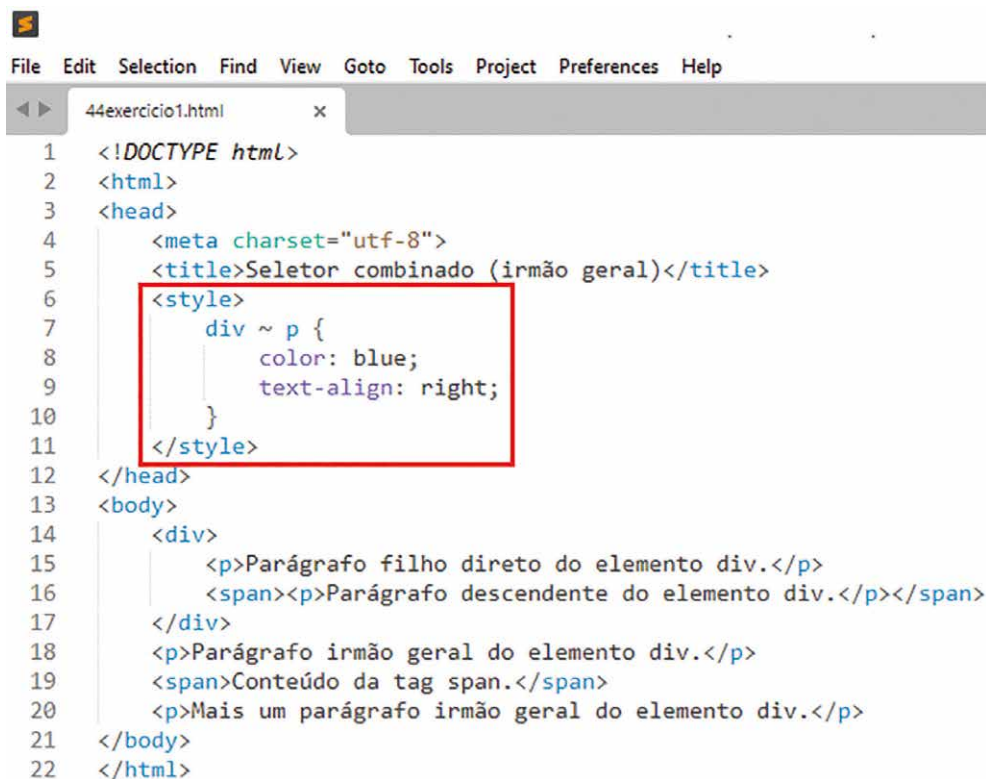 File Edit Selection Find View Goto Tools Project Preferences Help
44exercicio1.html ×
1 <!DOCTYPE html>
2 <html>
3 <head>
4 <meta charset="utf-8">
5 <title>Seletor combinado (irmão geral)</title>
6 <style>
7 div ~ p {
8 color: blue;
9 text-align: right;
10 }
11 </style>
12 </head>
13 <body>
14 <div>
15 <p>Parágrafo filho direto do elemento div.</p>
16 <span><p>Parágrafo descendente do elemento div.</p></span>
17 </div>
18 <p>Parágrafo irmão geral do elemento div.</p>
19 <span>Conteúdo da tag span.</span>
20 <p>Mais um parágrafo irmão geral do elemento div.</p>
21 </body>
22 </html>